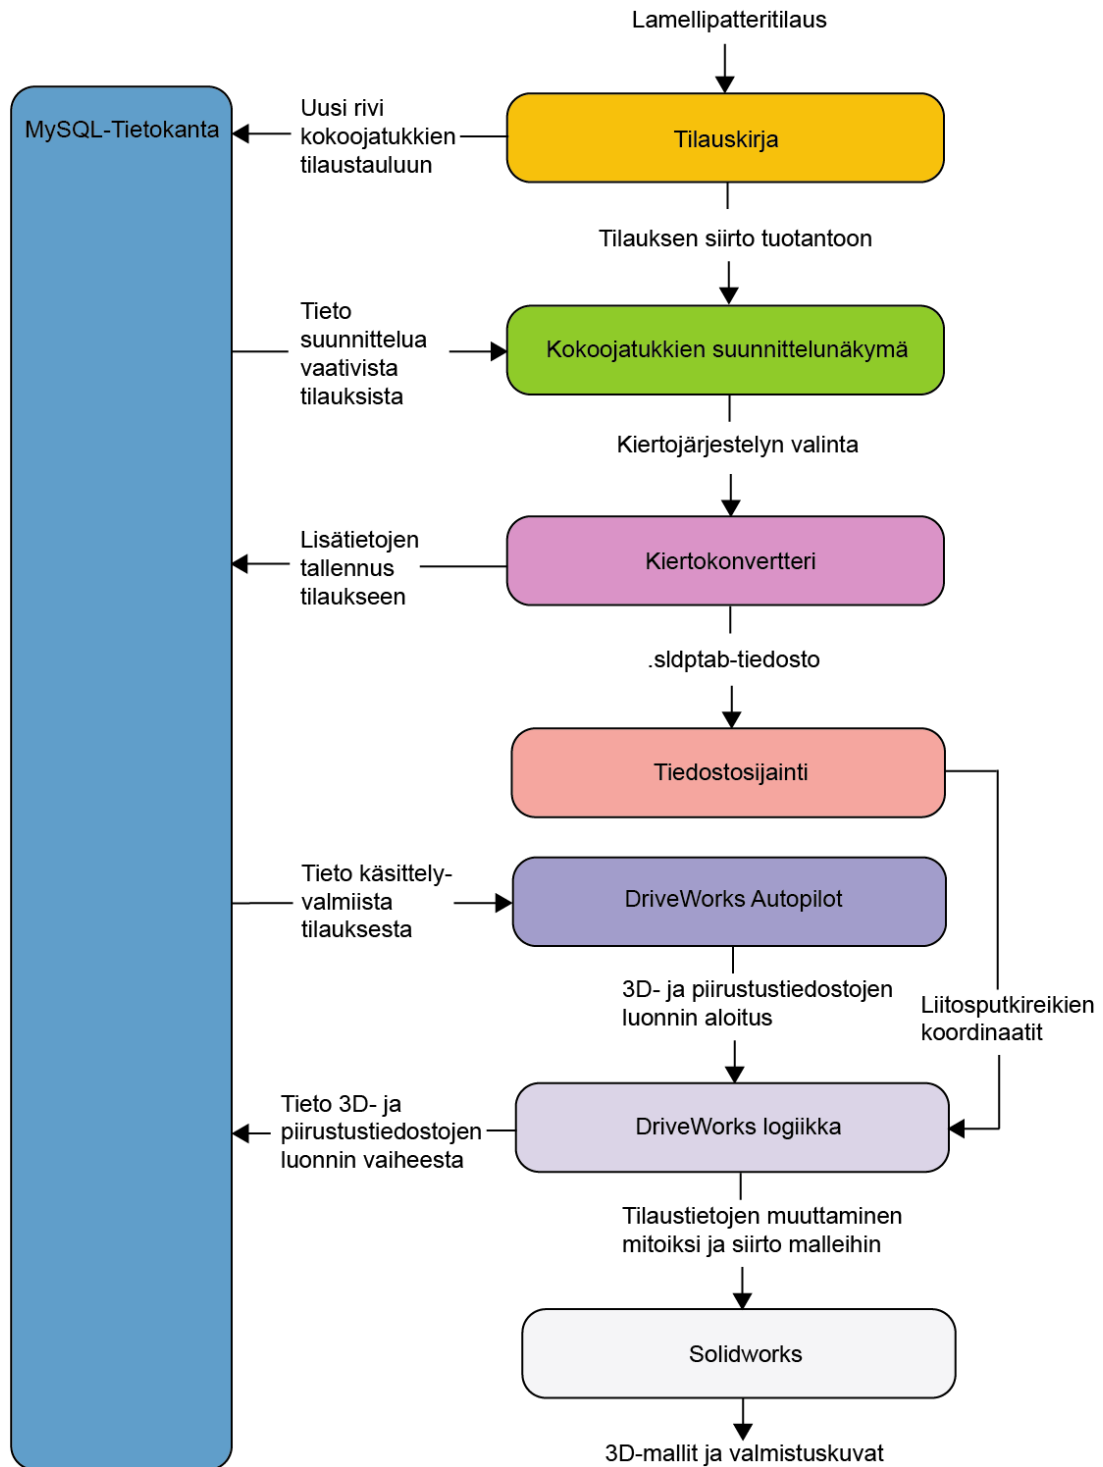 Lamellipatteritilaus
MySQL-Tietokanta
Uusi rivi
kokoojatukkien
tilaustauluun
Tilauskirja
Tilauksen siirto tuotantoon
Tieto
suunnittelua
vaativista
tilauksista
Kokoojatukkien suunnittelunäkymä
Kiertojärjestelyn valinta
Lisätietojen
tallennus
tilaukseen
Kiertokonvertteri
.sldptab-tiedosto
Tiedostosijainti
Tieto käsittely-
valmiista
tilauksesta
DriveWorks Autopilot
3D- ja piirustustiedostojen
luonnin aloitus
Liitosputkireikien
koordinaatit
Tieto 3D- ja
piirustustiedostojen
luonnin vaiheesta
DriveWorks logiikka
Tilaustietojen muuttaminen
mitoiksi ja siirto malleihin
Solidworks
3D-mallit ja valmistuskuvat